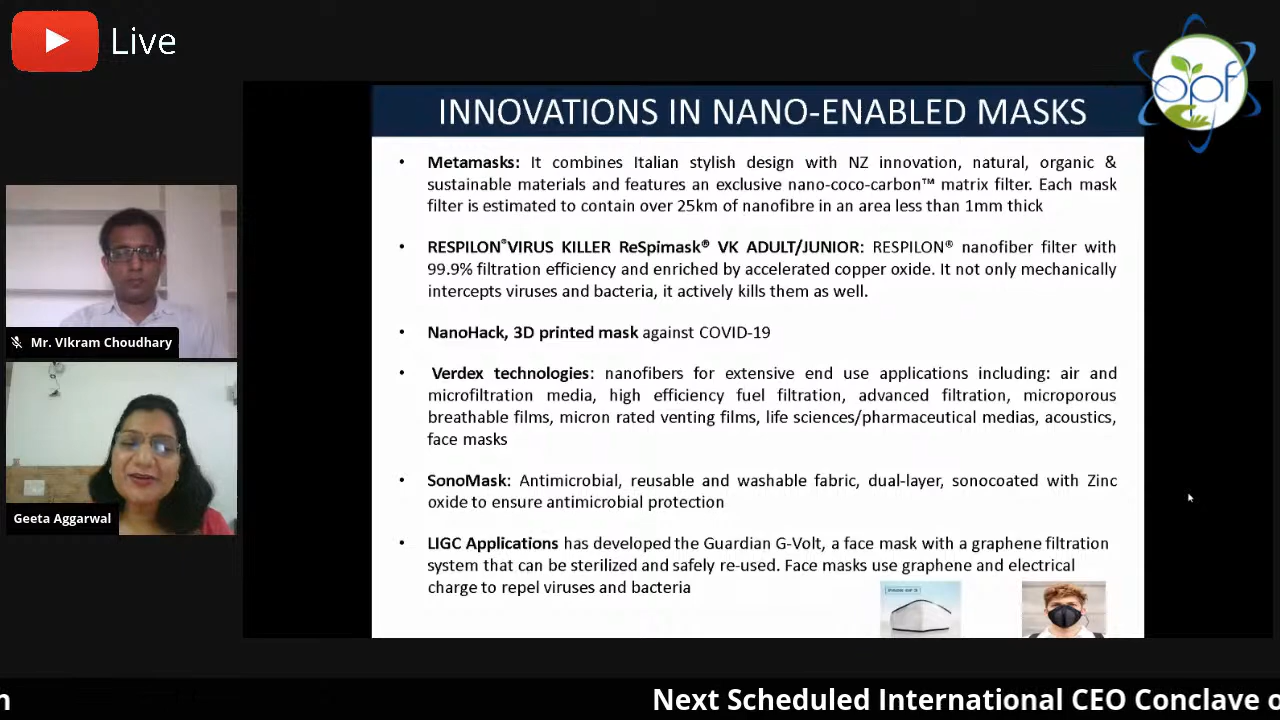 Live
opf
INNOVATIONS IN NANO-ENABLED MASKS
• Metamasks: It combines Italian stylish design with NZ innovation, natural, organic &
sustainable materials and features an exclusive nano-coco-carbon™ matrix filter. Each mask
filter is estimated to contain over 25km of nanofibre in an area less than 1mm thick
• RESPILON®VIRUS KILLER ReSpimask® VK ADULT/JUNIOR: RESPILON® nanofiber filter with
99.9% filtration efficiency and enriched by accelerated copper oxide. It not only mechanically
intercepts viruses and bacteria, it actively kills them as well.
• NanoHack, 3D printed mask against COVID-19
• Verdex technologies: nanofibers for extensive end use applications including: air and
microfiltration media, high efficiency fuel filtration, advanced filtration, microporous
breathable films, micron rated venting films, life sciences/pharmaceutical medias, acoustics,
face masks
• SonoMask: Antimicrobial, reusable and washable fabric, dual-layer, sonocoated with Zinc
oxide to ensure antimicrobial protection
• LIGC Applications has developed the Guardian G-Volt, a face mask with a graphene filtration
system that can be sterilized and safely re-used. Face masks use graphene and electrical
charge to repel viruses and bacteria
Mr. VIkram Choudhary
Geeta Aggarwal
n
Next Scheduled International CEO Conclave o